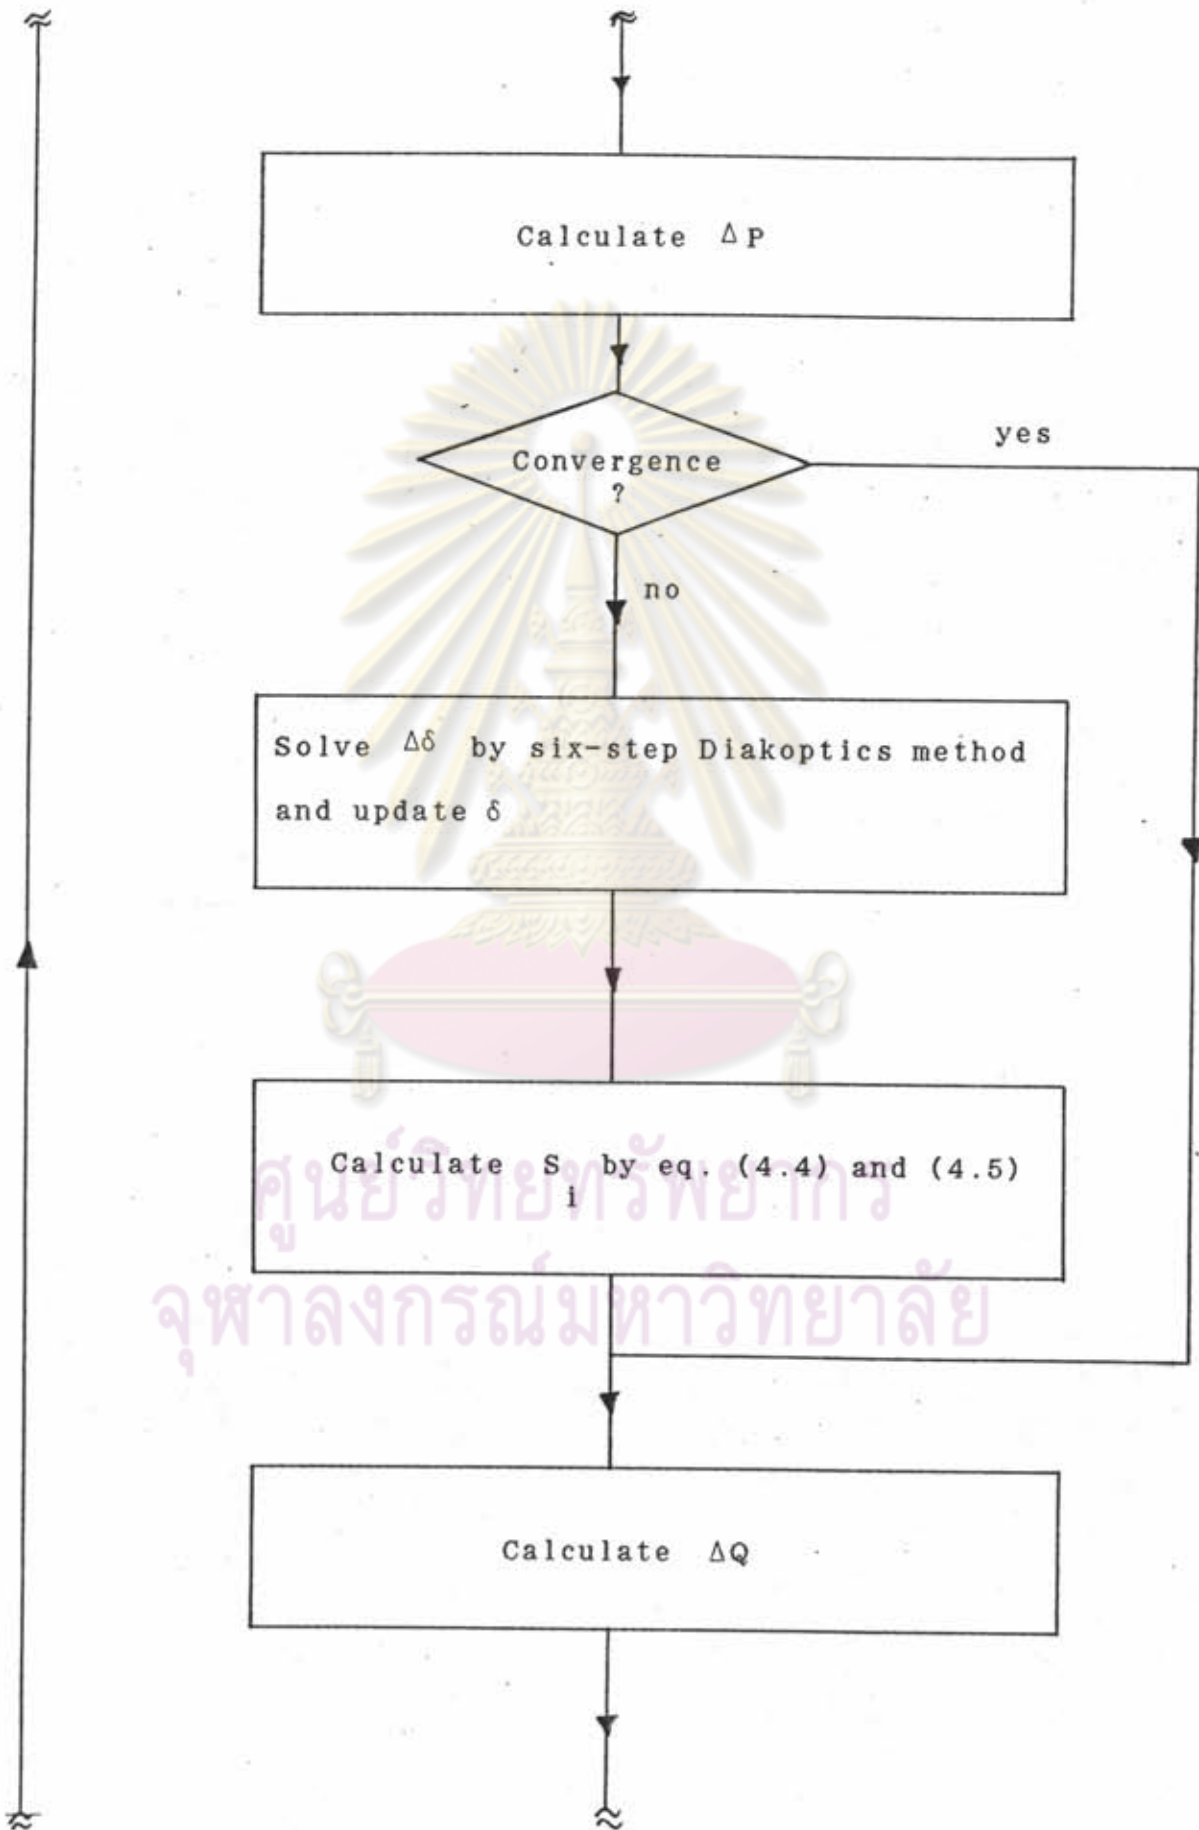 Calculate ΔP
Convergence
?
yes
no
Solve Δδ by six-step Diakoptics method
and update δ
Calculate S by eq. (4.4) and (4.5)
i
ศูนย์วิทยทรัพยากร
จุฬาลงกรณ์มหาวิทยาลัย
Calculate ΔQ